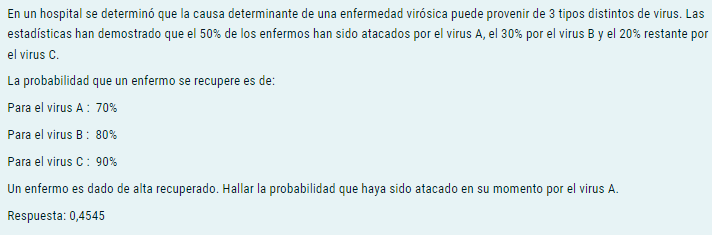 En un hospital se determinó que la causa determinante de una enfermedad virósica puede provenir de 3 tipos distintos de virus. Las
estadísticas han demostrado que el 50% de los enfermos han sido atacados por el virus A, el 30% por el virus B y el 20% restante por
el virus C.
La probabilidad que un enfermo se recupere es de:
Para el virus A : 70%
Para el virus B : 80%
Para el virus C : 90%
Un enfermo es dado de alta recuperado. Hallar la probabilidad que haya sido atacado en su momento por el virus A.
Respuesta: 0,4545